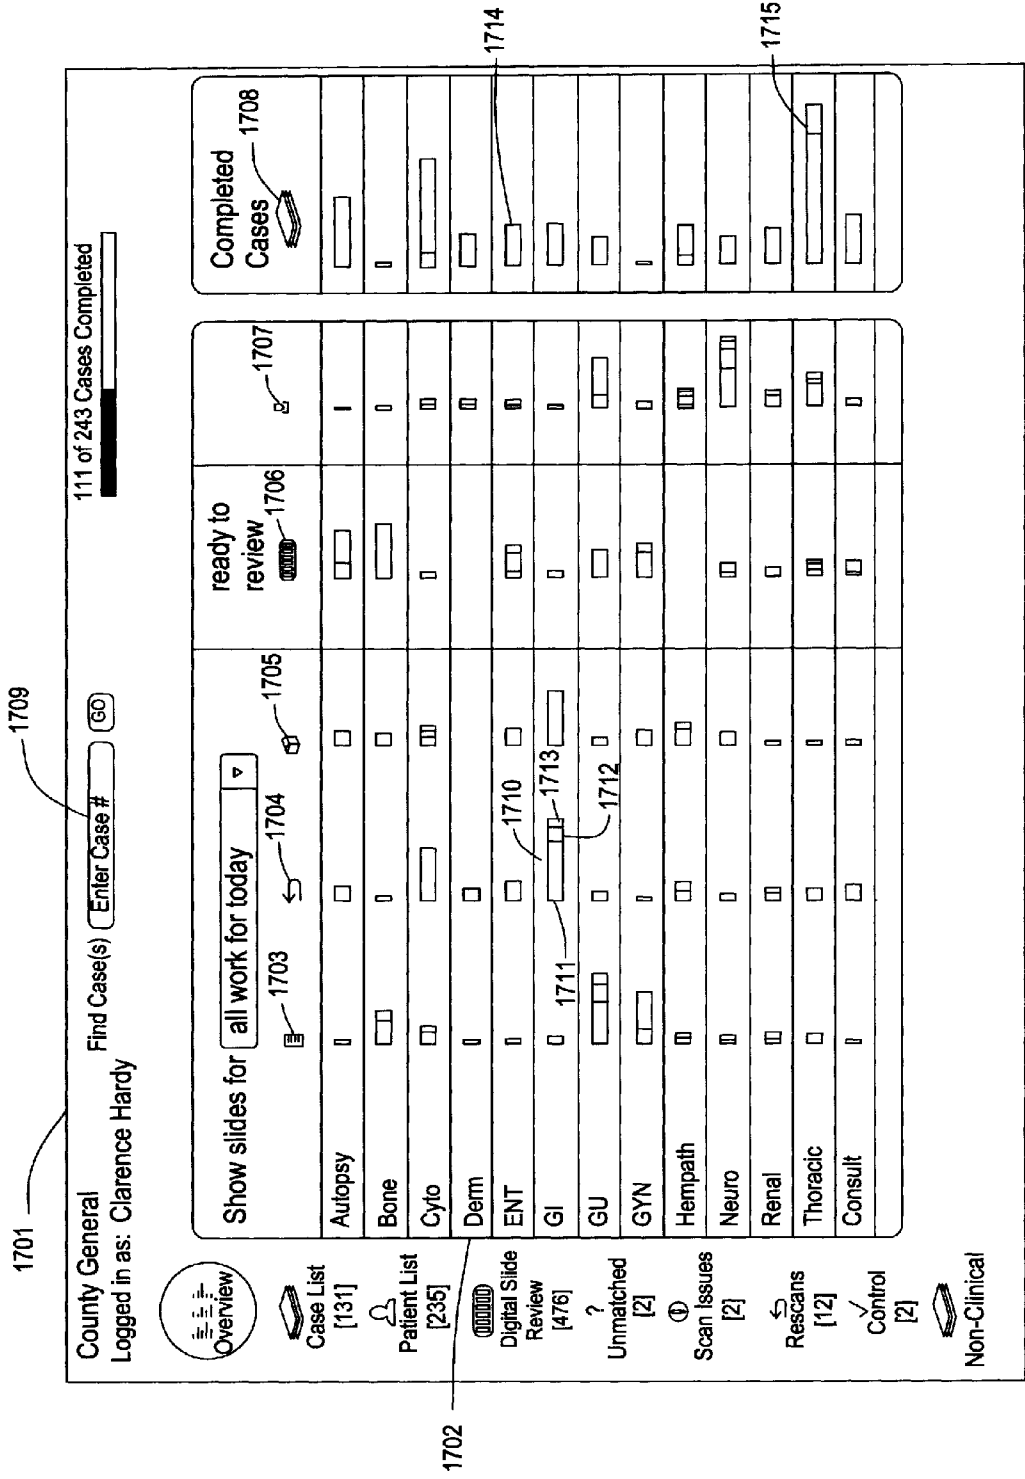 1701
1709
County General
Find Case(s) Enter Case # GO
111 of 243 Cases Completed
Logged in as: Clarence Hardy
Overview
Case List
[131]
Patient List
[235]
Digital Slide
Review
[476]
?
Unmatched
[2]
Scan Issues
[2]
Rescans
[12]
Control
[2]
Non-Clinical
1702
Show slides for all work for today
ready to
review
Completed
Cases
1703
1704
1705
1706
1707
1708
Autopsy
Bone
Cyto
Derm
ENT
GI
GU
GYN
Hempath
Neuro
Renal
Thoracic
Consult
1710
1711
1713
1712
1714
1715